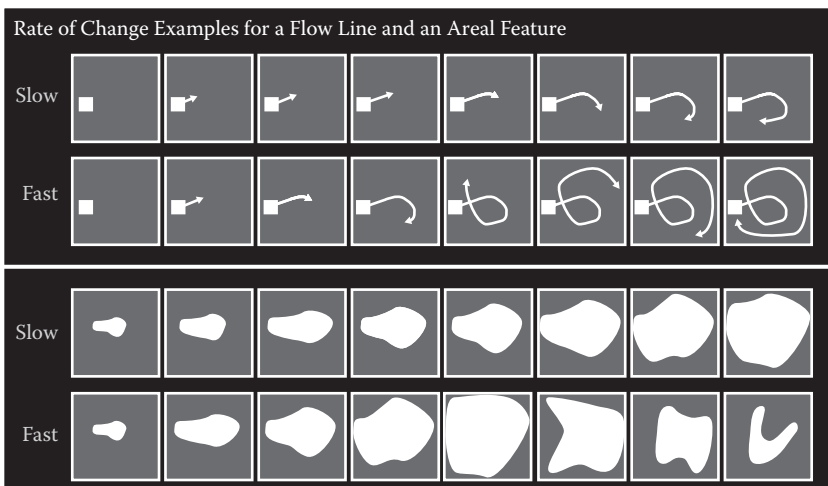 Rate of Change Examples for a Flow Line and an Areal Feature
Slow
Fast
Slow
Fast